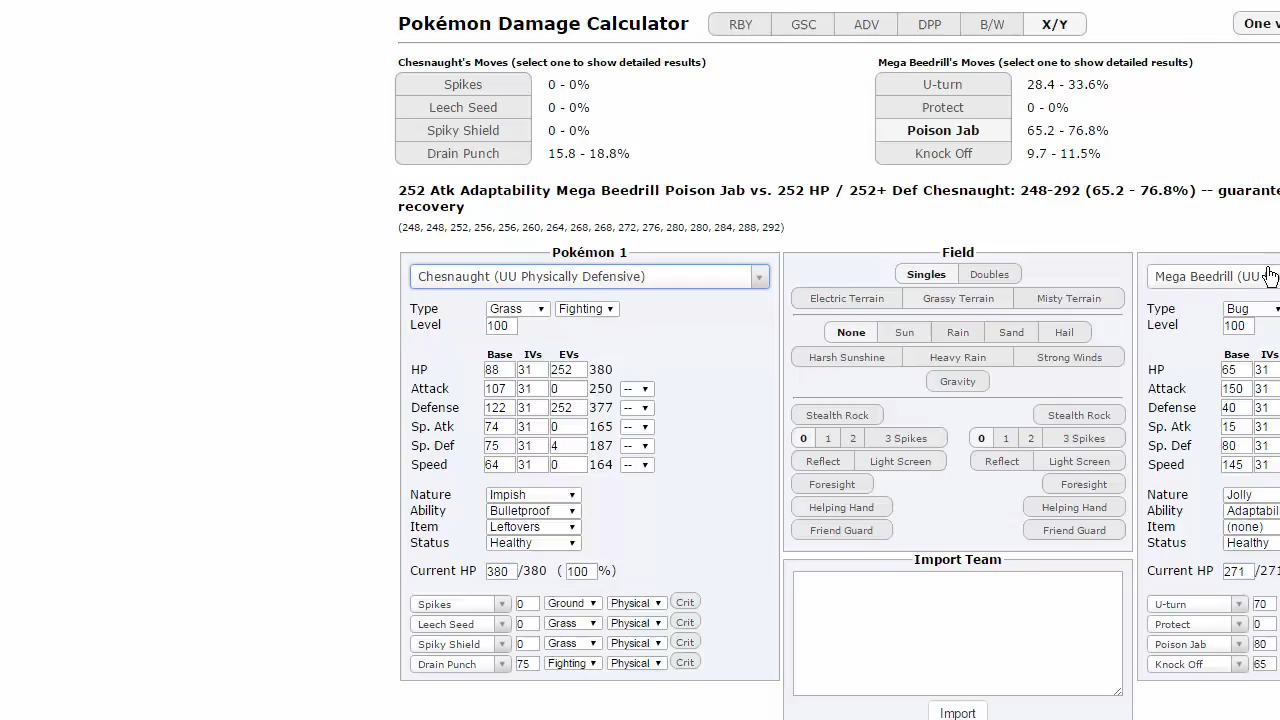 Pokémon Damage Calculator RBY GSC ADV DPP B/W X/Y One v
Chesnaught's Moves (select one to show detailed results) Mega Beedrill's Moves (select one to show detailed results)
Spikes 0 - 0% U-turn 28.4 - 33.6%
Leech Seed 0 - 0% Protect 0 - 0%
Spiky Shield 0 - 0% Poison Jab 65.2 - 76.8%
Drain Punch 15.8 - 18.8% Knock Off 9.7 - 11.5%
252 Atk Adaptability Mega Beedrill Poison Jab vs. 252 HP / 252+ Def Chesnaught: 248-292 (65.2 - 76.8%) -- guarante
recovery
(248, 248, 252, 256, 256, 260, 264, 268, 268, 272, 276, 280, 280, 284, 288, 292)
Pokémon 1
Chesnaught (UU Physically Defensive)
Type Grass Fighting
Level 100
Base IVs EVs
HP 88 31 252 380
Attack 107 31 0 250 --
Defense 122 31 252 377 --
Sp. Atk 74 31 0 165 --
Sp. Def 75 31 4 187 --
Speed 64 31 0 164 --
Nature Impish
Ability Bulletproof
Item Leftovers
Status Healthy
Current HP 380 /380 ( 100 %)
Spikes 0 Ground Physical Crit
Leech Seed 0 Grass Physical Crit
Spiky Shield 0 Grass Physical Crit
Drain Punch 75 Fighting Physical Crit
Field
Singles Doubles
Electric Terrain Grassy Terrain Misty Terrain
None Sun Rain Sand Hail
Harsh Sunshine Heavy Rain Strong Winds
Gravity
Stealth Rock Stealth Rock
0 1 2 3 Spikes 0 1 2 3 Spikes
Reflect Light Screen Reflect Light Screen
Foresight Foresight
Helping Hand Helping Hand
Friend Guard Friend Guard
Import Team
Import
Mega Beedrill (UU
Type Bug
Level 100
Base IVs
HP 65 31
Attack 150 31
Defense 40 31
Sp. Atk 15 31
Sp. Def 80 31
Speed 145 31
Nature Jolly
Ability Adaptabil
Item (none)
Status Healthy
Current HP 271 /271
U-turn 70
Protect 0
Poison Jab 80
Knock Off 65